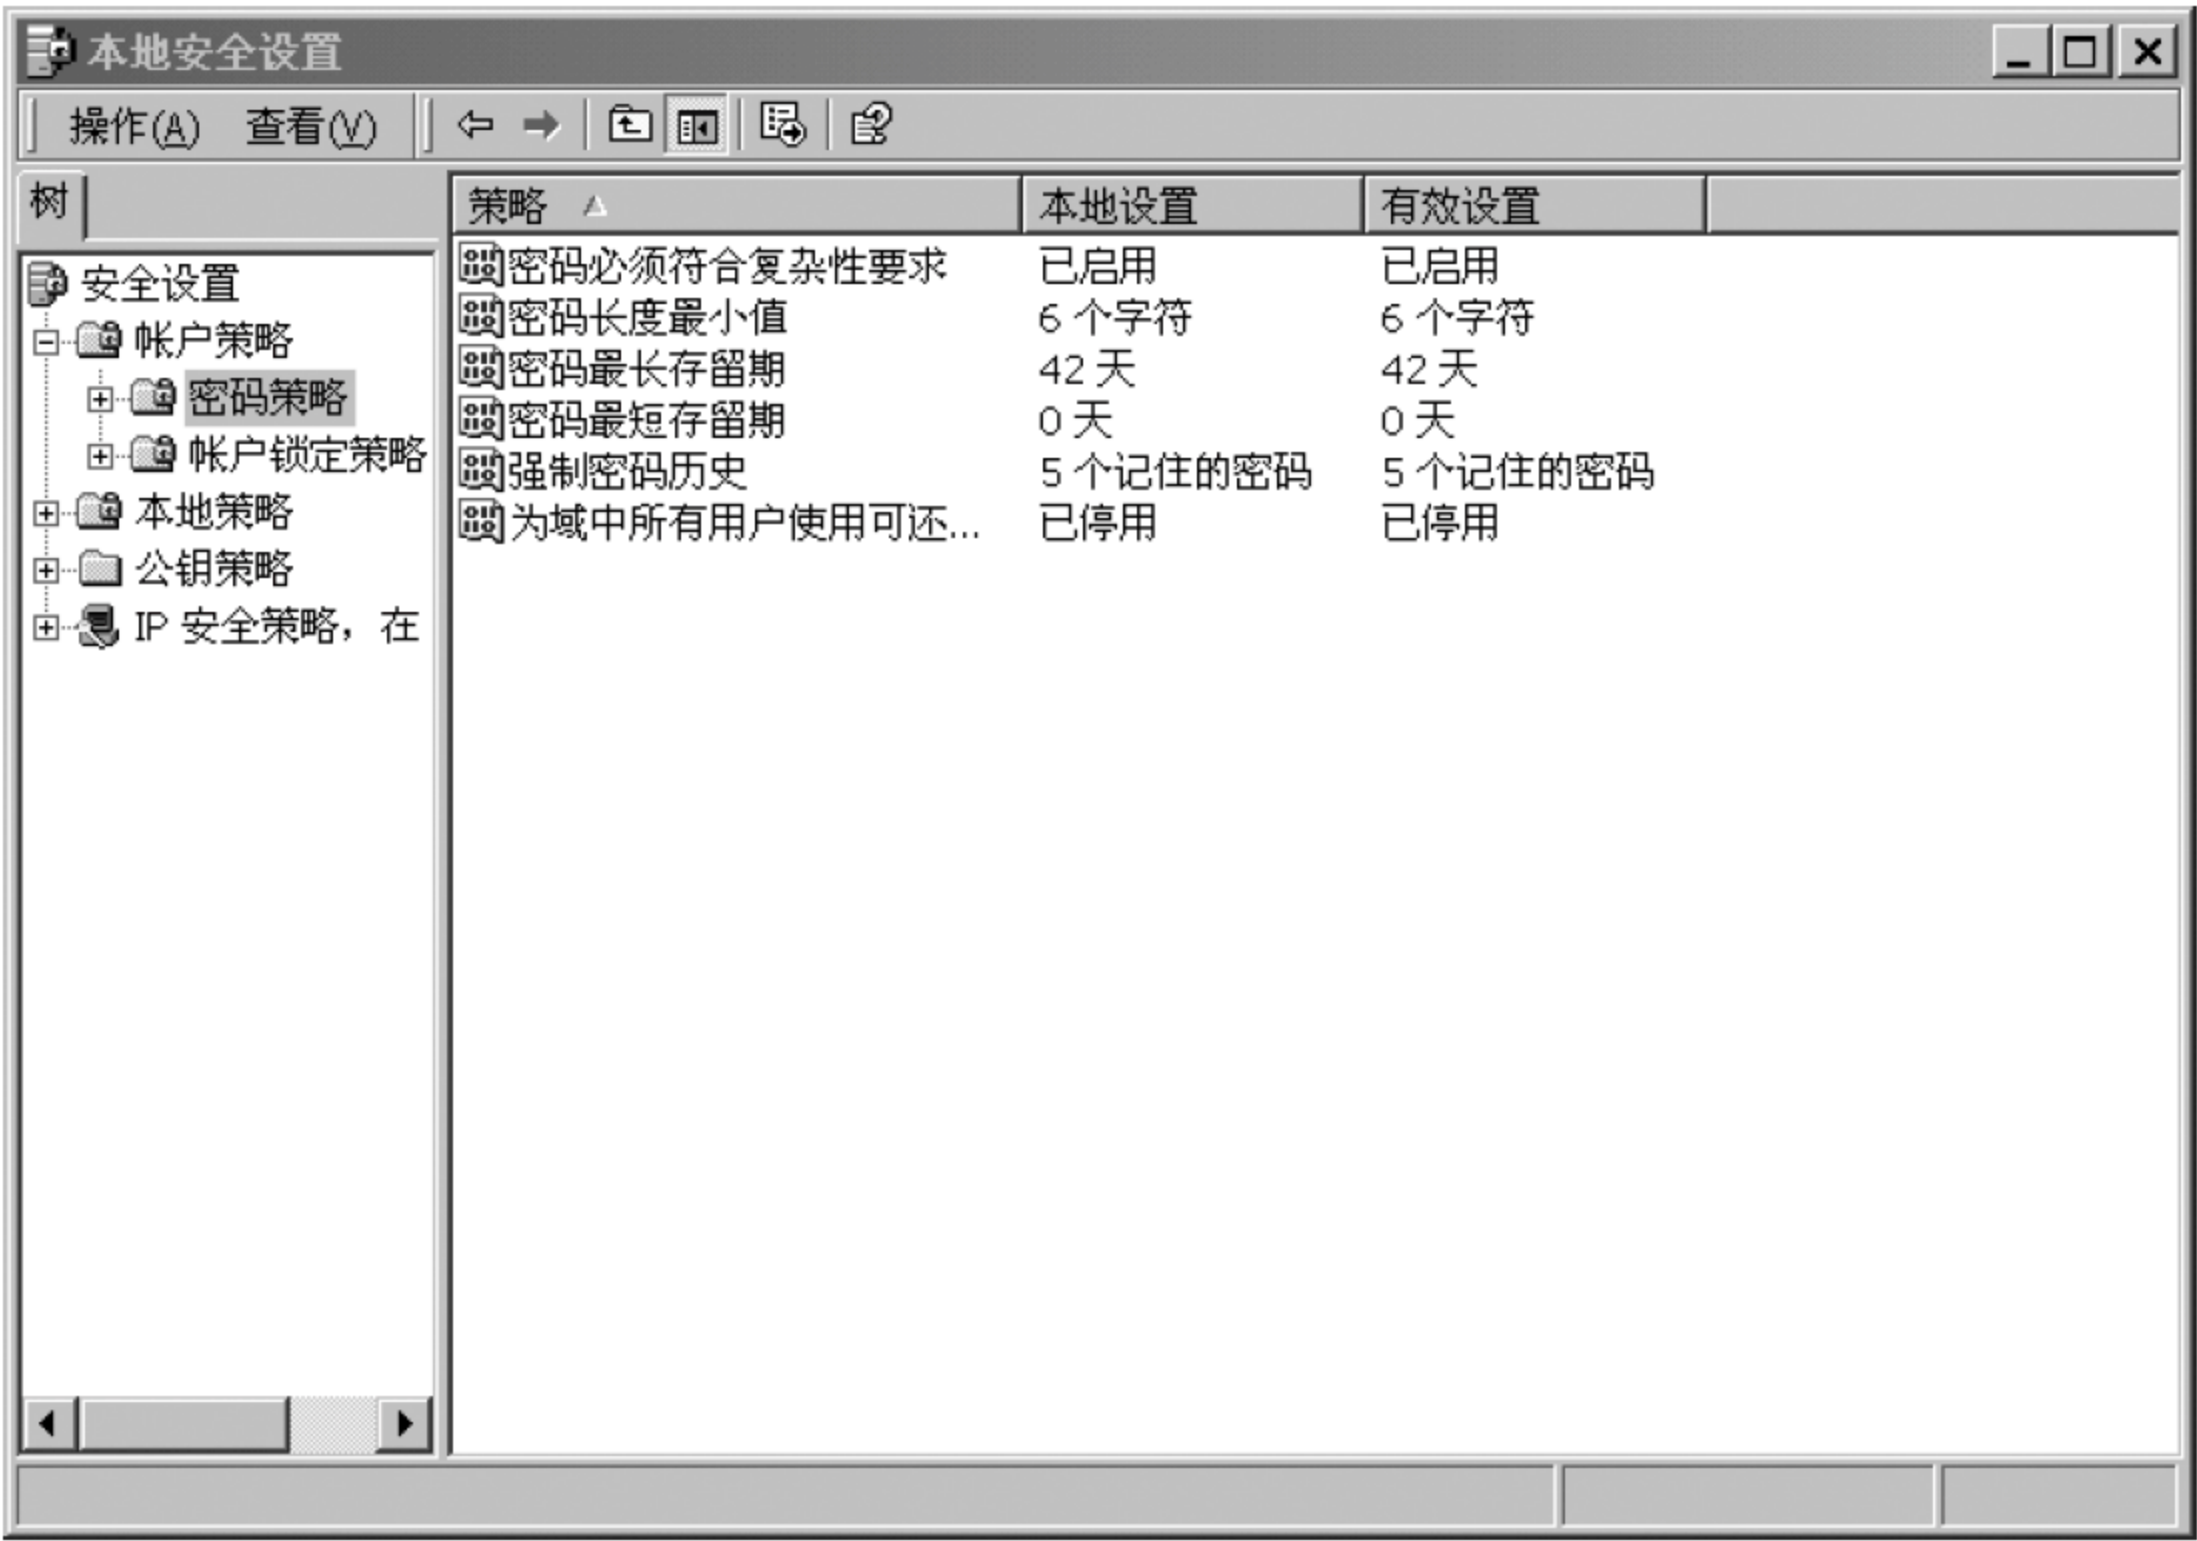 本地安全设置
操作(A) 查看(V)
树
安全设置
帐户策略
密码策略
帐户锁定策略
本地策略
公钥策略
IP 安全策略，在
策略 本地设置 有效设置
密码必须符合复杂性要求 已启用 已启用
密码长度最小值 6 个字符 6 个字符
密码最长存留期 42 天 42 天
密码最短存留期 0 天 0 天
强制密码历史 5 个记住的密码 5 个记住的密码
为域中所有用户使用可还... 已停用 已停用